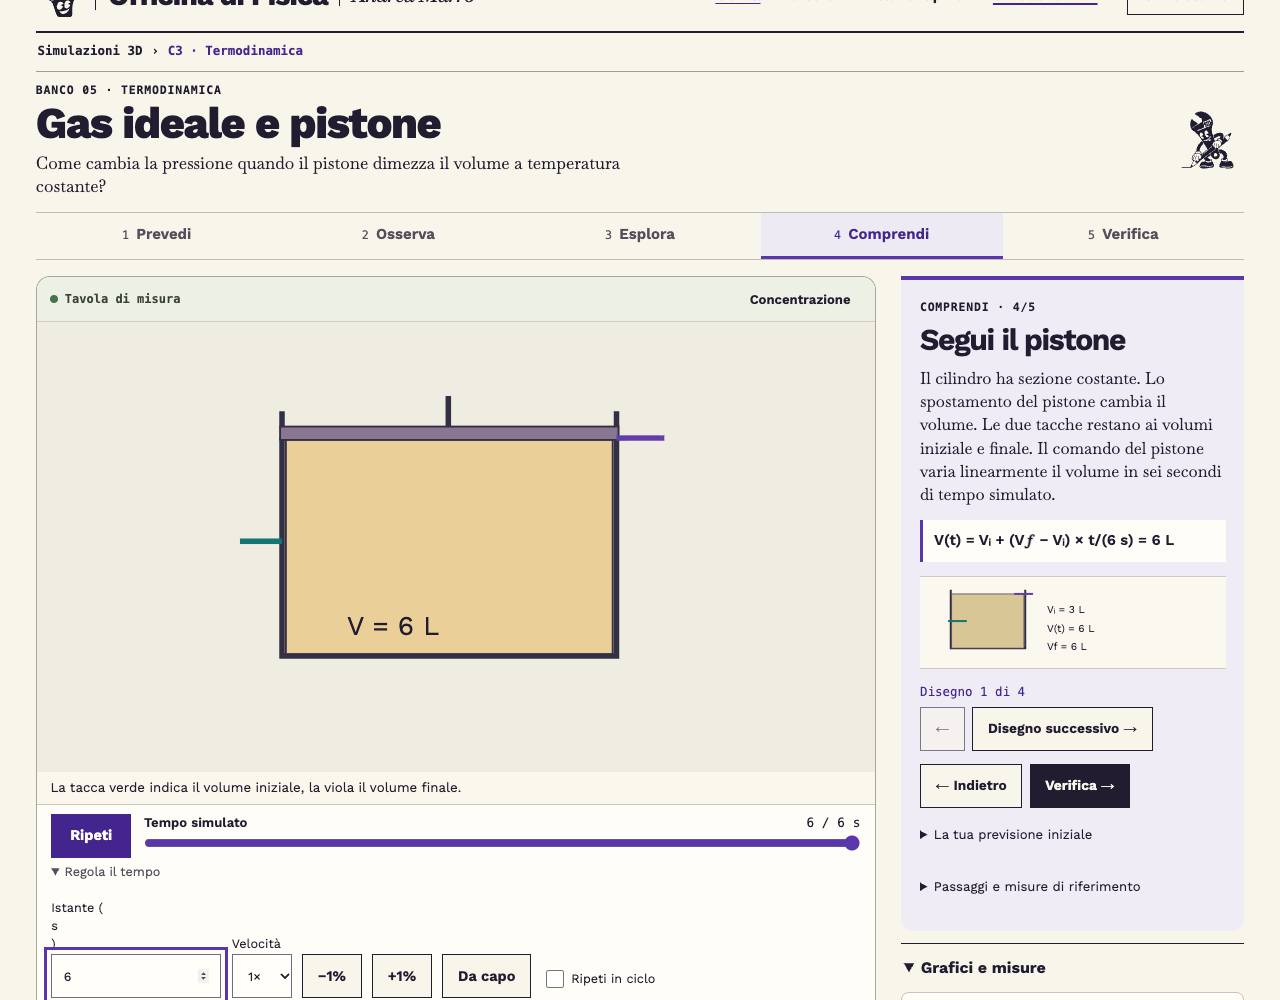 Officina di Fisica
Andrea Marro
Simulazioni 3D › C3 · Termodinamica
BANCO 05 · TERMODINAMICA
Gas ideale e pistone
Come cambia la pressione quando il pistone dimezza il volume a temperatura
costante?
1 Prevedi
2 Osserva
3 Esplora
4 Comprendi
5 Verifica
Tavola di misura
Concentrazione
V = 6 L
La tacca verde indica il volume iniziale, la viola il volume finale.
Ripeti
Tempo simulato
6 / 6 s
▼ Regola il tempo
Istante (
s
)
Velocità
6
1×
−1%
+1%
Da capo
Ripeti in ciclo
COMPRENDI · 4/5
Segui il pistone
Il cilindro ha sezione costante. Lo
spostamento del pistone cambia il
volume. Le due tacche restano ai volumi
iniziale e finale. Il comando del pistone
varia linearmente il volume in sei secondi
di tempo simulato.
V(t) = Vᵢ + (V𝑓 − Vᵢ) × t/(6 s) = 6 L
Vᵢ = 3 L
V(t) = 6 L
Vf = 6 L
Disegno 1 di 4
←
Disegno successivo →
← Indietro
Verifica →
▶ La tua previsione iniziale
▶ Passaggi e misure di riferimento
▼ Grafici e misure